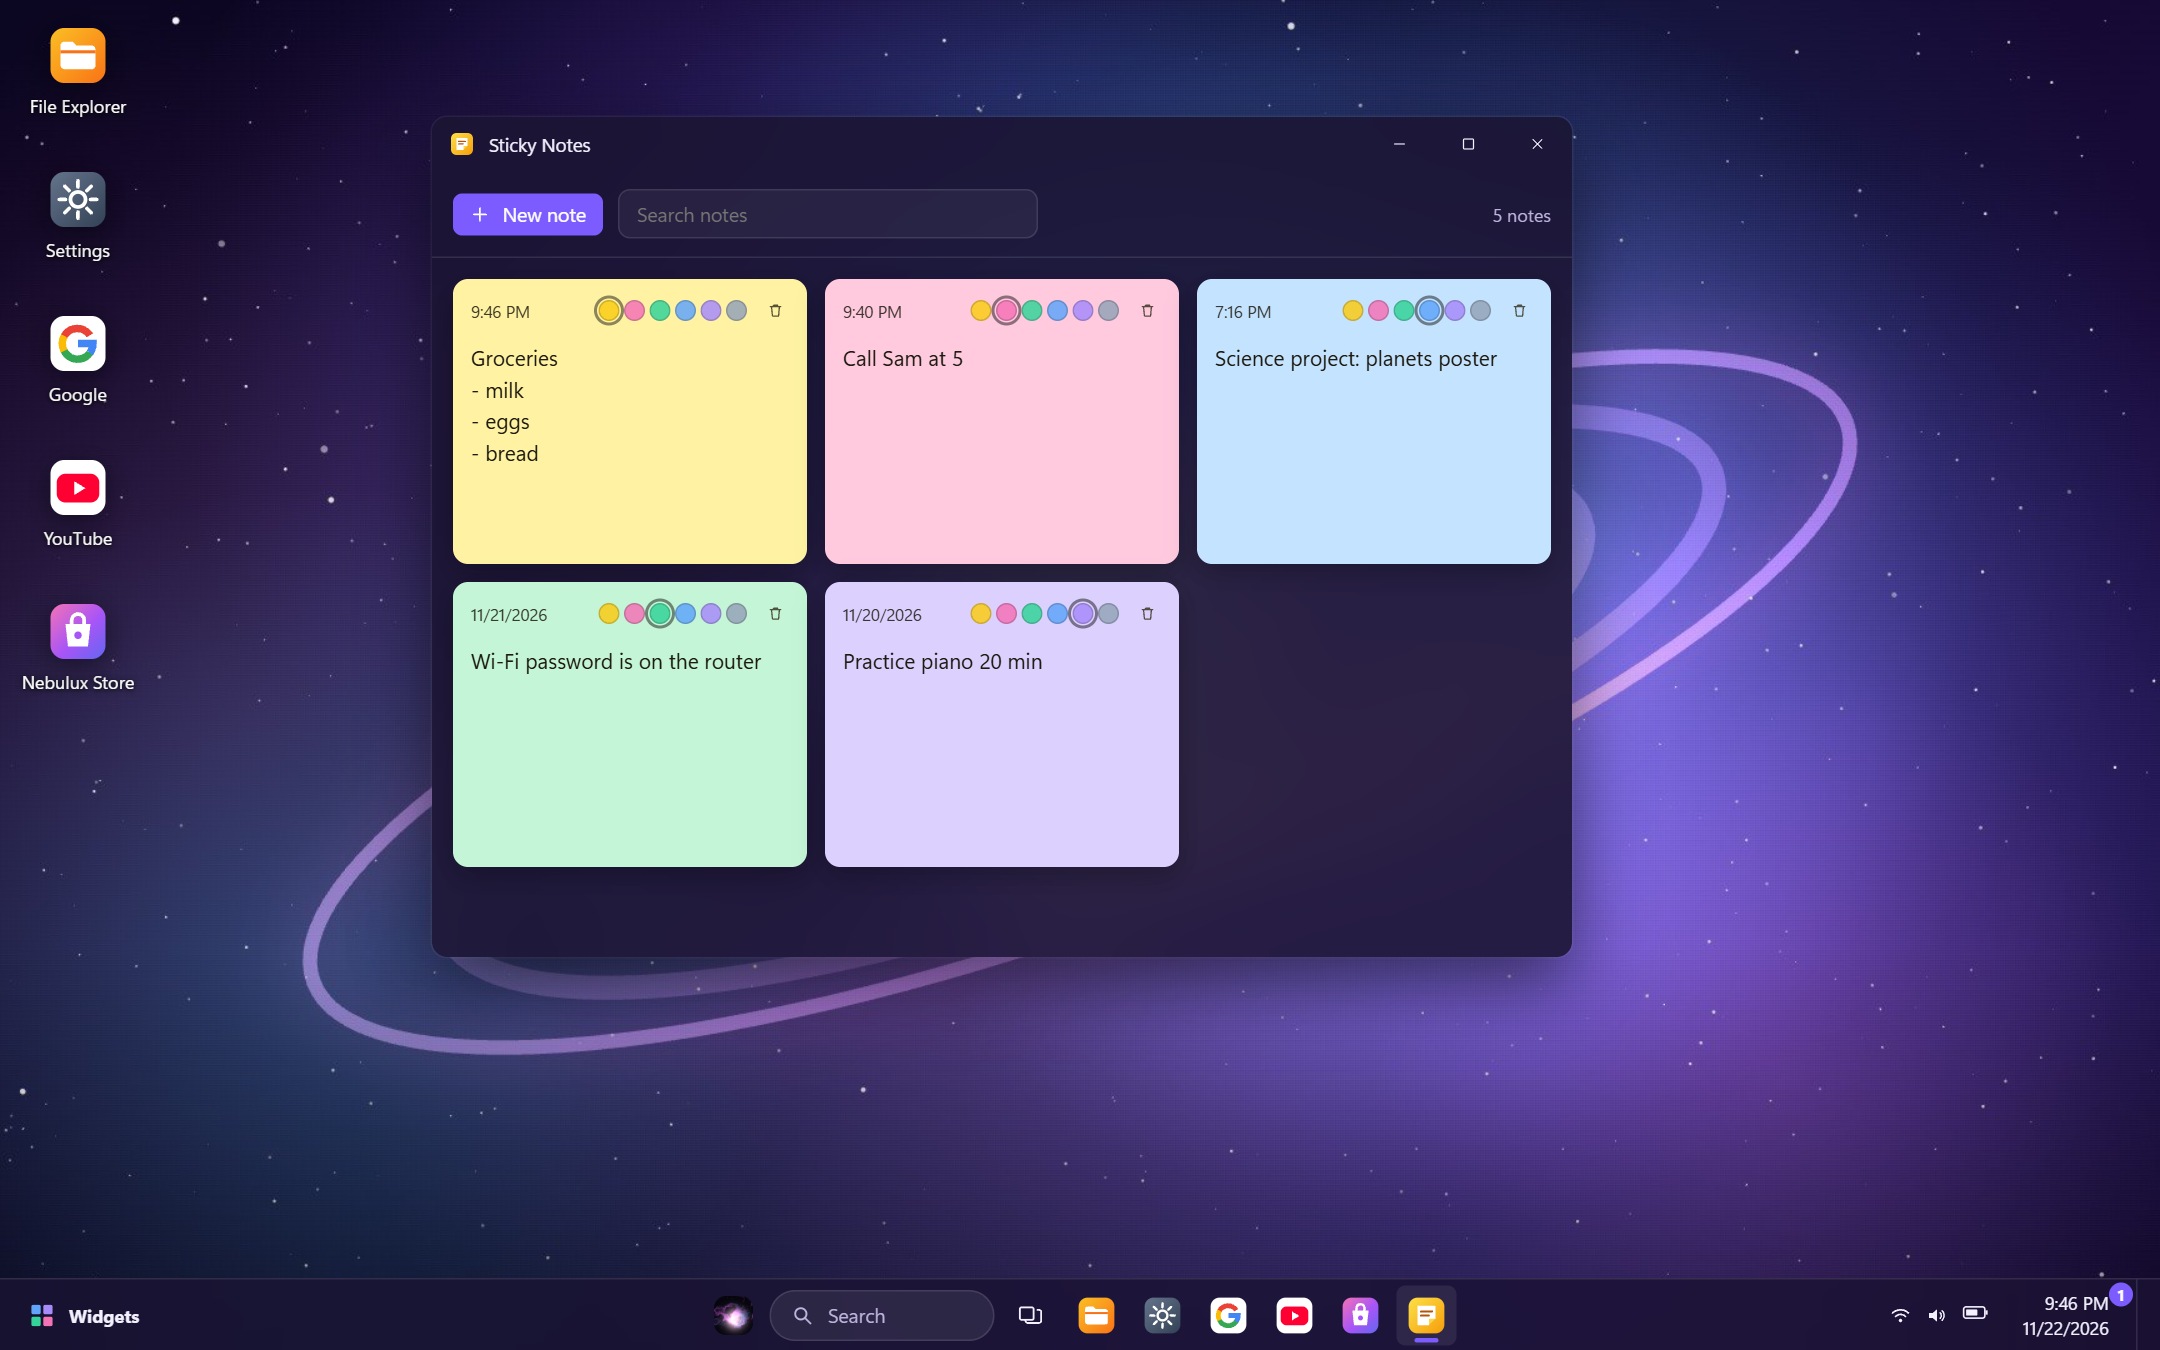 File Explorer
Settings
Google
YouTube
Nebulux Store
Sticky Notes
New note
Search notes
5 notes
9:46 PM
Groceries
- milk
- eggs
- bread
9:40 PM
Call Sam at 5
7:16 PM
Science project: planets poster
11/21/2026
Wi-Fi password is on the router
11/20/2026
Practice piano 20 min
Widgets
Search
9:46 PM
1
11/22/2026